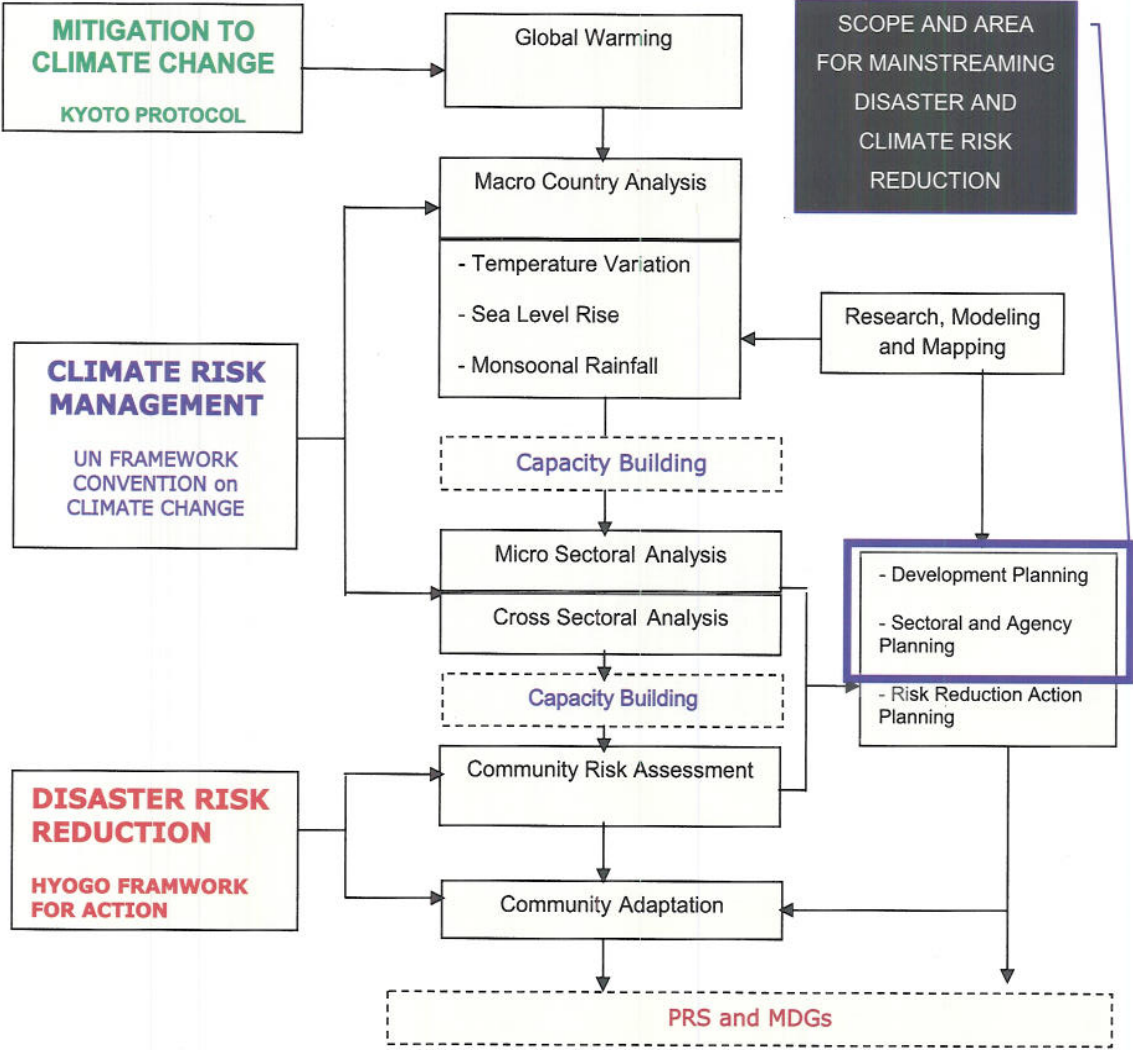 MITIGATION TO
CLIMATE CHANGE
KYOTO PROTOCOL
Global Warming
SCOPE AND AREA
FOR MAINSTREAMING
DISASTER AND
CLIMATE RISK
REDUCTION
Macro Country Analysis
- Temperature Variation
- Sea Level Rise
- Monsoonal Rainfall
Research, Modeling
and Mapping
CLIMATE RISK
MANAGEMENT
UN FRAMEWORK
CONVENTION on
CLIMATE CHANGE
Capacity Building
Micro Sectoral Analysis
Cross Sectoral Analysis
- Development Planning
- Sectoral and Agency
Planning
- Risk Reduction Action
Planning
Capacity Building
Community Risk Assessment
DISASTER RISK
REDUCTION
HYOGO FRAMWORK
FOR ACTION
Community Adaptation
PRS and MDGs